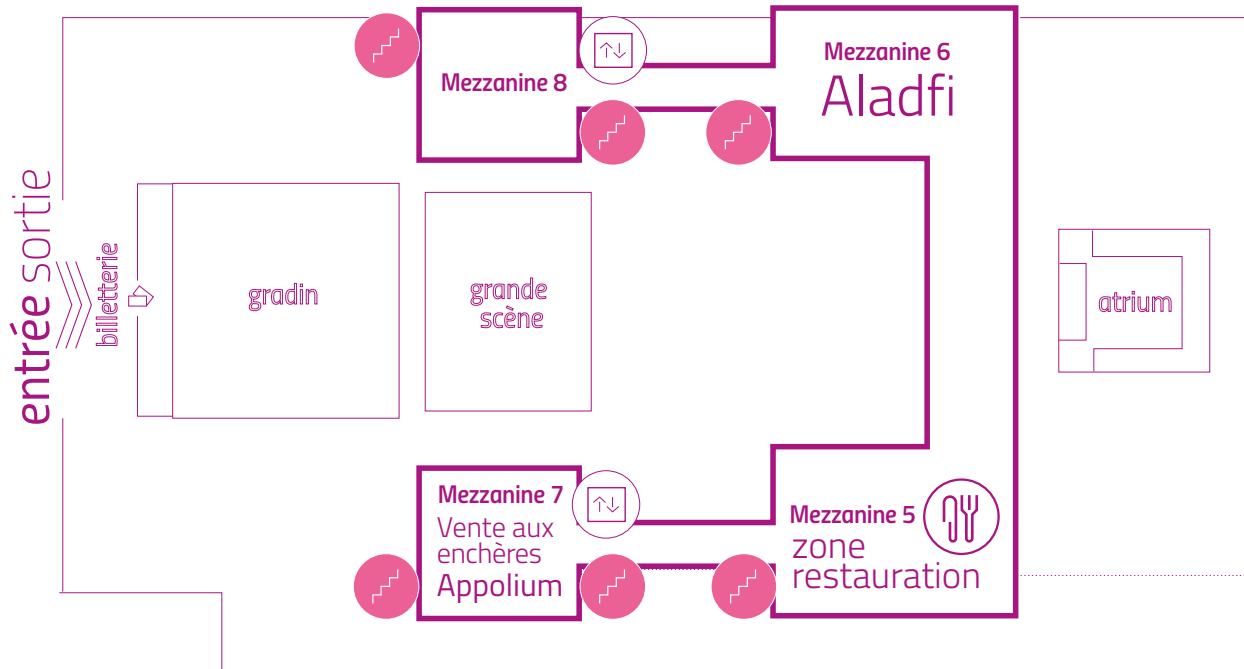 entrée sortie
billetterie
gradin
grande
scène
Mezzanine 8
Mezzanine 6
Aladfi
atrium
Mezzanine 7
Vente aux
enchères
Appolium
Mezzanine 5
zone
restauration